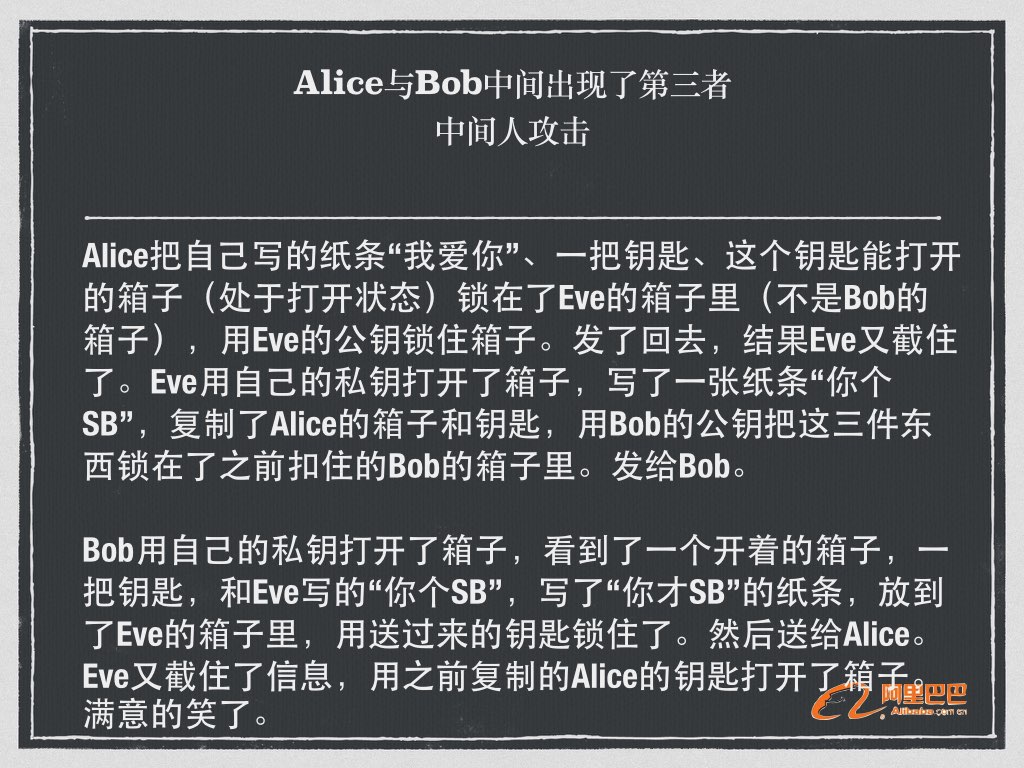 Alice与Bob中间出现了第三者
中间人攻击
Alice把自己写的纸条“我爱你”、一把钥匙、这个钥匙能打开
的箱子（处于打开状态）锁在了Eve的箱子里（不是Bob的
箱子），用Eve的公钥锁住箱子。发了回去，结果Eve又截住
了。Eve用自己的私钥打开了箱子，写了一张纸条“你个
SB”，复制了Alice的箱子和钥匙，用Bob的公钥把这三件东
西锁在了之前扣住的Bob的箱子里。发给Bob。
Bob用自己的私钥打开了箱子，看到了一个开着的箱子，一
把钥匙，和Eve写的“你个SB”，写了“你才SB”的纸条，放到
了Eve的箱子里，用送过来的钥匙锁住了。然后送给Alice。
Eve又截住了信息，用之前复制的Alice的钥匙打开了箱子。
满意的笑了。
阿里巴巴
Alibaba.com.cn